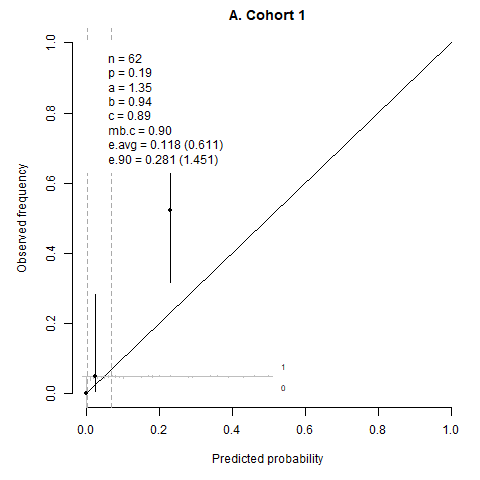 A. Cohort 1
n = 62
p = 0.19
a = 1.35
b = 0.94
c = 0.89
mb.c = 0.90
e.avg = 0.118 (0.611)
e.90 = 0.281 (1.451)
Observed frequency
1.0
0.8
0.6
0.4
0.2
0.0
1
0
0.0 0.2 0.4 0.6 0.8 1.0
Predicted probability